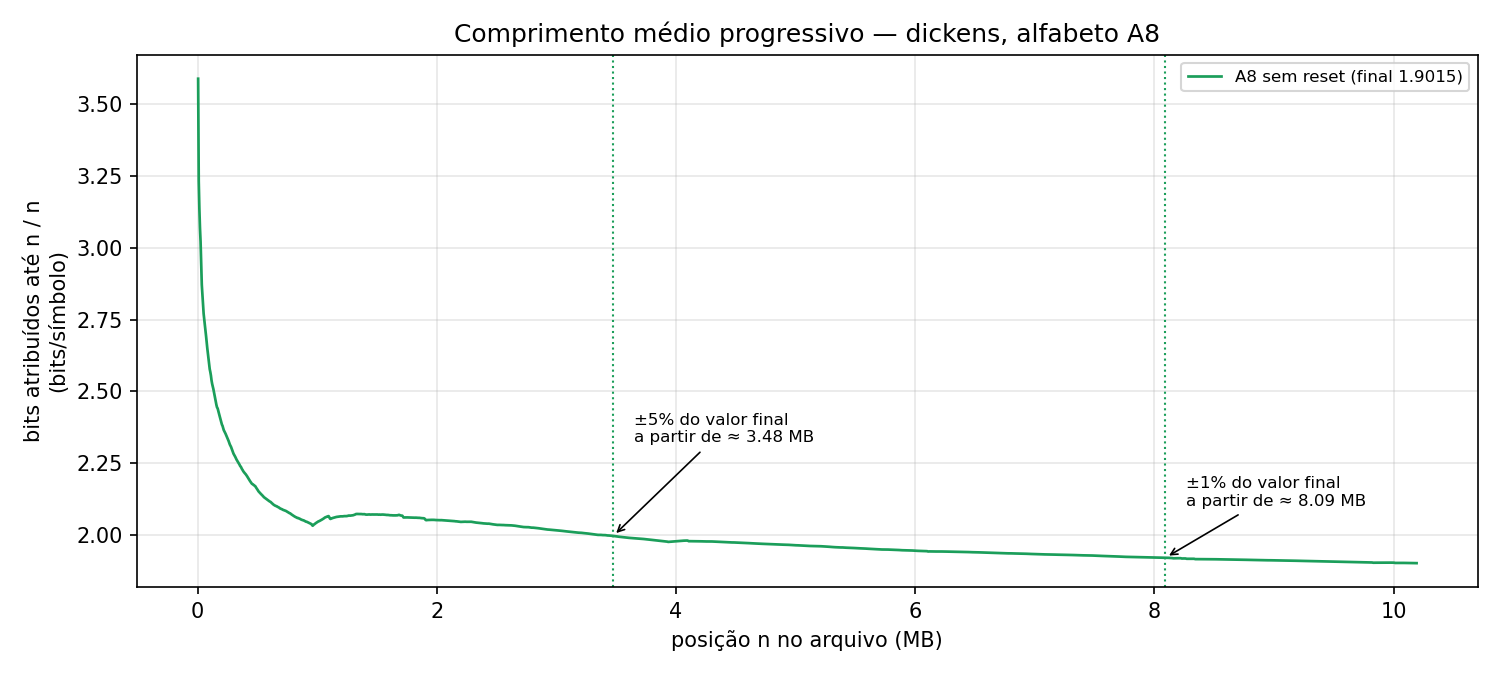 Comprimento médio progressivo — dickens, alfabeto A8
A8 sem reset (final 1.9015)
bits atribuídos até n / n
(bits/símbolo)
3.50
3.25
3.00
2.75
2.50
2.25
2.00
±5% do valor final
a partir de ≈ 3.48 MB
±1% do valor final
a partir de ≈ 8.09 MB
0 2 4 6 8 10
posição n no arquivo (MB)